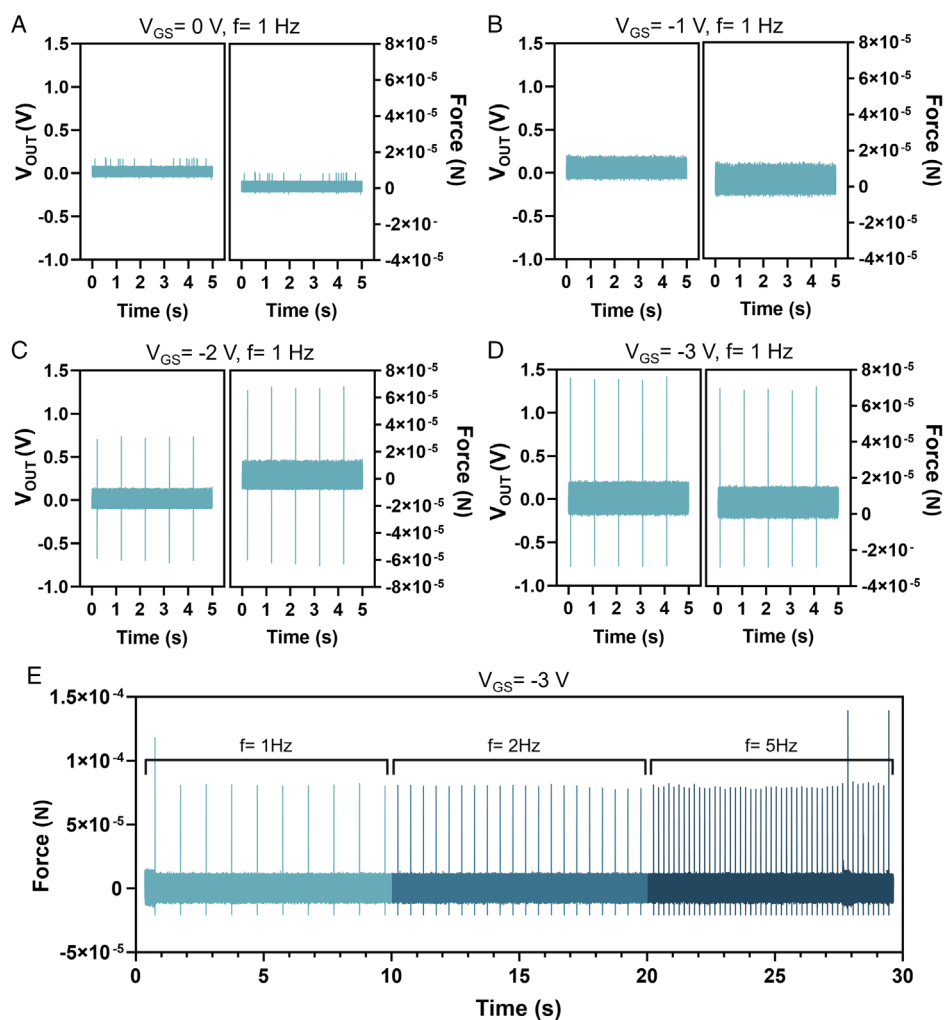 A
V_GS= 0 V, f= 1 Hz
V_OUT (V)
1.5
1.0
0.5
0.0
-0.5
-1.0
8×10⁻⁵
6×10⁻⁵
4×10⁻⁵
2×10⁻⁵
0
-2×10⁻
-4×10⁻⁵
Force (N)
0 1 2 3 4 5
0 1 2 3 4 5
Time (s)
Time (s)
B
V_GS= -1 V, f= 1 Hz
V_OUT (V)
1.5
1.0
0.5
0.0
-0.5
-1.0
8×10⁻⁵
6×10⁻⁵
4×10⁻⁵
2×10⁻⁵
0
-2×10⁻⁵
-4×10⁻⁵
Force (N)
0 1 2 3 4 5
0 1 2 3 4 5
Time (s)
Time (s)
C
V_GS= -2 V, f= 1 Hz
V_OUT (V)
1.5
1.0
0.5
0.0
-0.5
-1.0
8×10⁻⁵
6×10⁻⁵
4×10⁻⁵
2×10⁻⁵
0
-2×10⁻⁵
-4×10⁻⁵
-6×10⁻⁵
-8×10⁻⁵
Force (N)
0 1 2 3 4 5
0 1 2 3 4 5
Time (s)
Time (s)
D
V_GS= -3 V, f= 1 Hz
V_OUT (V)
1.5
1.0
0.5
0.0
-0.5
-1.0
8×10⁻⁵
6×10⁻⁵
4×10⁻⁵
2×10⁻⁵
0
-2×10⁻
-4×10⁻⁵
Force (N)
0 1 2 3 4 5
0 1 2 3 4 5
Time (s)
Time (s)
E
V_GS= -3 V
Force (N)
1.5×10⁻⁴
1×10⁻⁴
5×10⁻⁵
0
-5×10⁻⁵
f= 1Hz
f= 2Hz
f= 5Hz
0 5 10 15 20 25 30
Time (s)